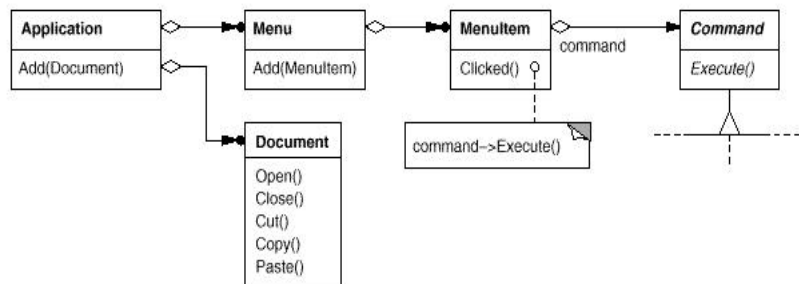 Application
Add(Document)
Menu
Add(MenuItem)
MenuItem
Clicked()
command
Command
Execute()
command–>Execute()
Document
Open()
Close()
Cut()
Copy()
Paste()